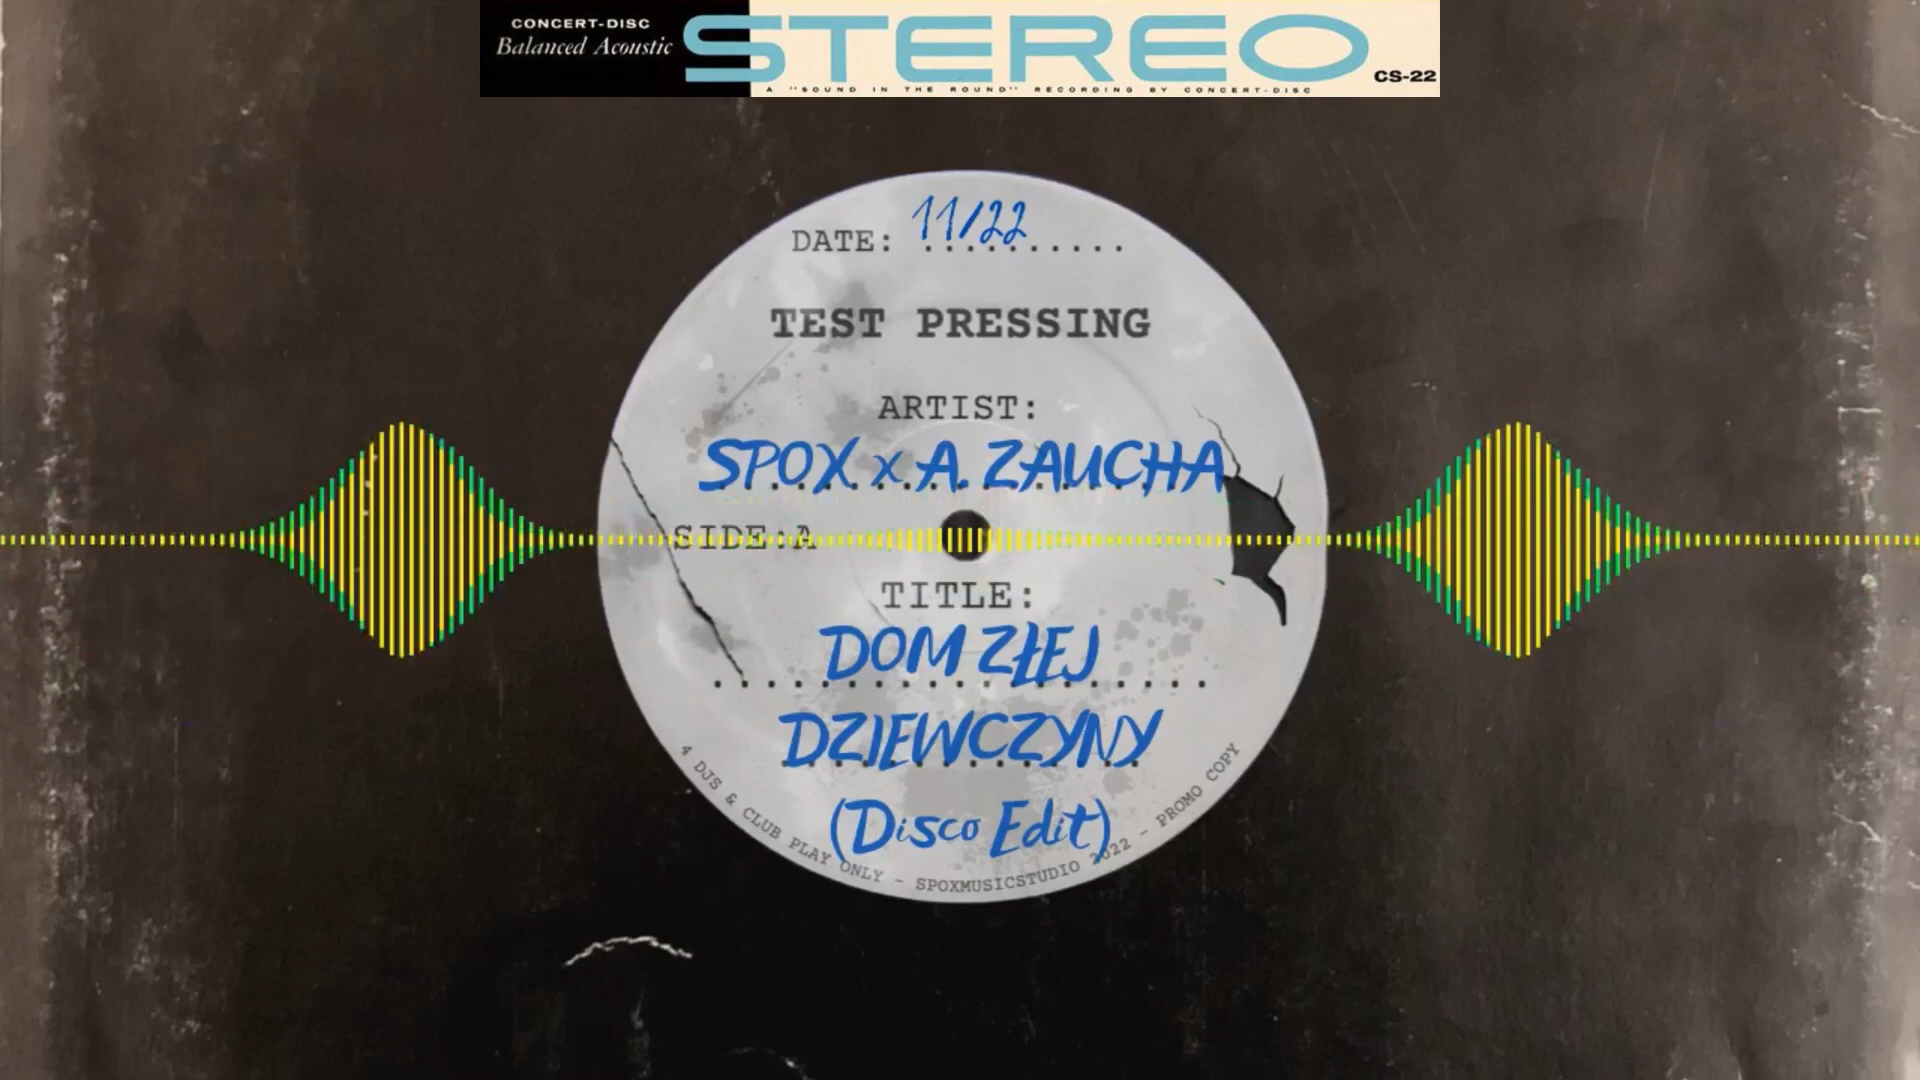 CONCERT-DISC
Balanced Acoustic
STEREO
CS-22
A "SOUND IN THE ROUND" RECORDING BY CONCERT-DISC
DATE: 11/22
TEST PRESSING
ARTIST:
SPOX x A. ZAUCHA
SIDE:A
TITLE:
DOM ZŁEJ
DZIEWCZYNY
(Disco Edit)
4 DJS & CLUB PLAY ONLY - SPOXMUSICSTUDIO 2022 - PROMO COPY